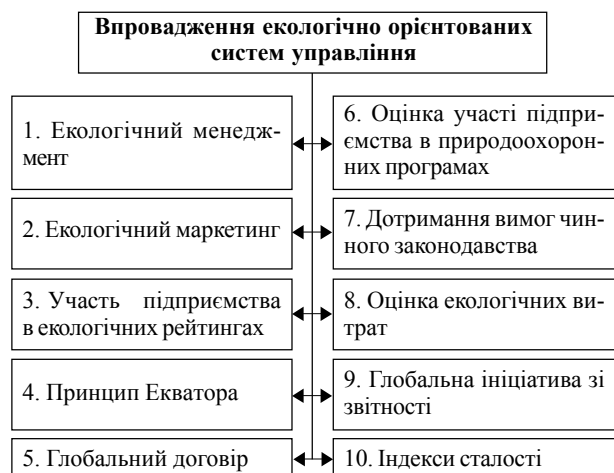 Впровадження екологічно орієнтованих
систем управління
1. Екологічний менедж-
мент
2. Екологічний маркетинг
3. Участь підприємства
в екологічних рейтингах
4. Принцип Екватора
5. Глобальний договір
6. Оцінка участі підпри-
ємства в природоохорон-
них програмах
7. Дотримання вимог чин-
ного законодавства
8. Оцінка екологічних ви-
трат
9. Глобальна ініціатива зі
звітності
10. Індекси сталості